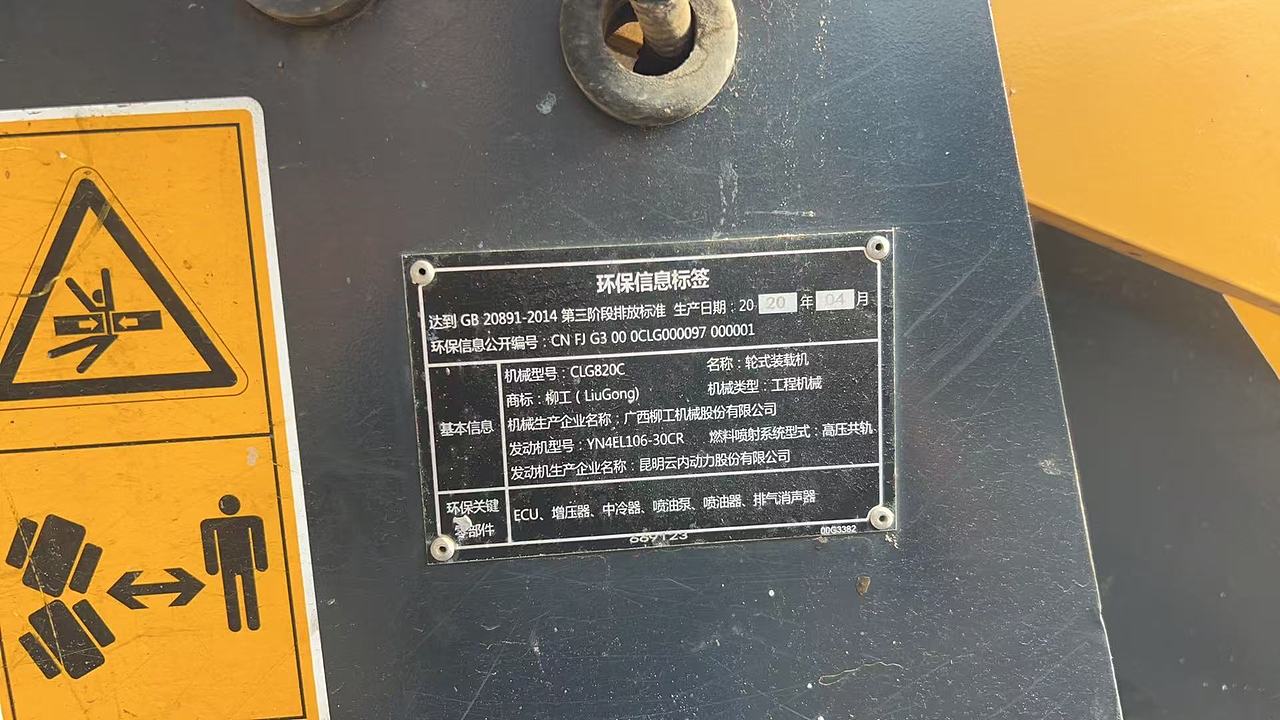 环保信息标签
达到 GB 20891-2014 第三阶段排放标准 生产日期：20 20 年 04 月
环保信息公开编号：CN FJ G3 00 0CLG000097 000001
基本信息
机械型号：CLG820C 名称：轮式装载机
商标：柳工（LiuGong） 机械类型：工程机械
机械生产企业名称：广西柳工机械股份有限公司
发动机型号：YN4EL106-30CR 燃料喷射系统型式：高压共轨
发动机生产企业名称：昆明云内动力股份有限公司
环保关键
零部件
ECU、增压器、中冷器、喷油泵、喷油器、排气消声器
00G3382